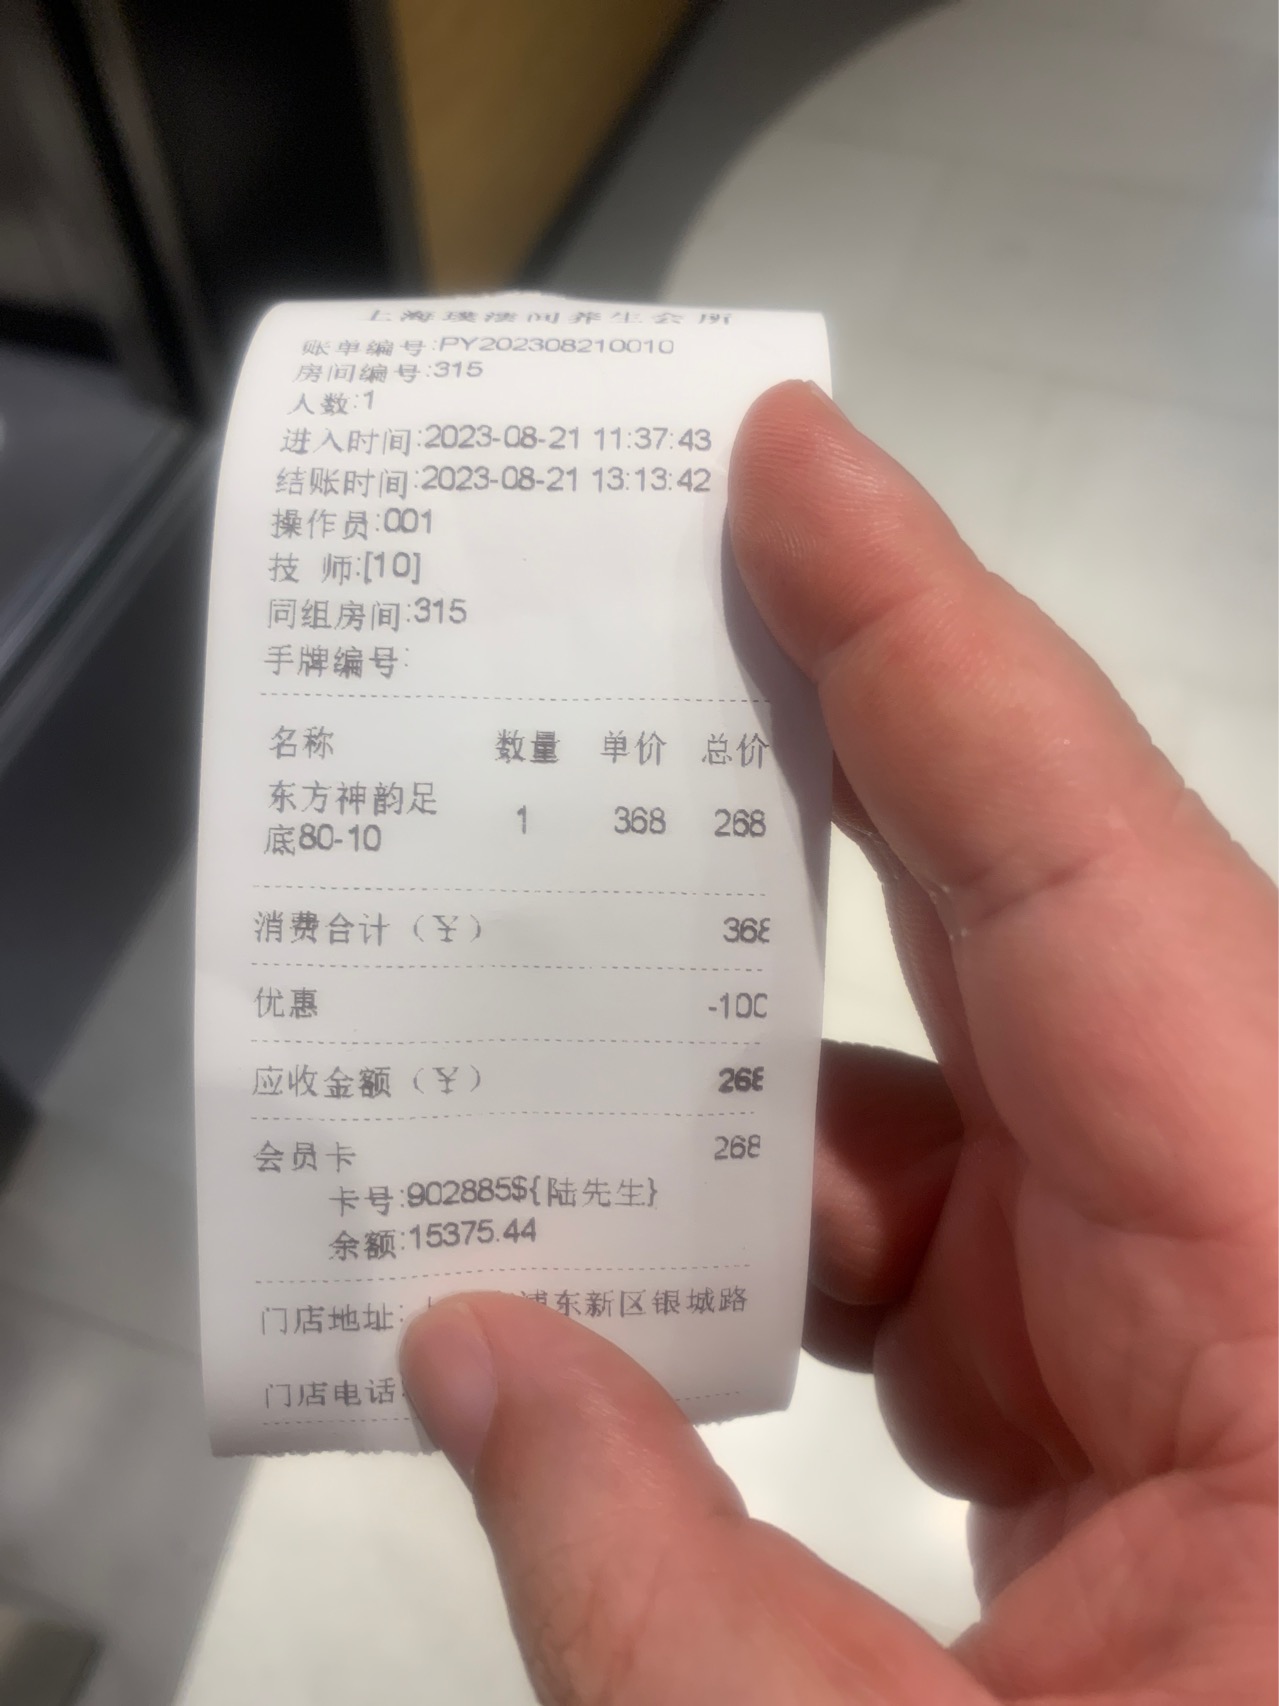 上海璞溙间养生会所
账单编号:PY202308210010
房间编号:315
人数:1
进入时间:2023-08-21 11:37:43
结账时间:2023-08-21 13:13:42
操作员:001
技 师:[10]
同组房间:315
手牌编号:
名称 数量 单价 总价
东方神韵足
底80-10 1 368 268
消费合计（￥） 368
优惠 -100
应收金额（￥） 268
会员卡 268
卡号:902885${陆先生}
余额:15375.44
门店地址: 浦东新区银城路
门店电话: